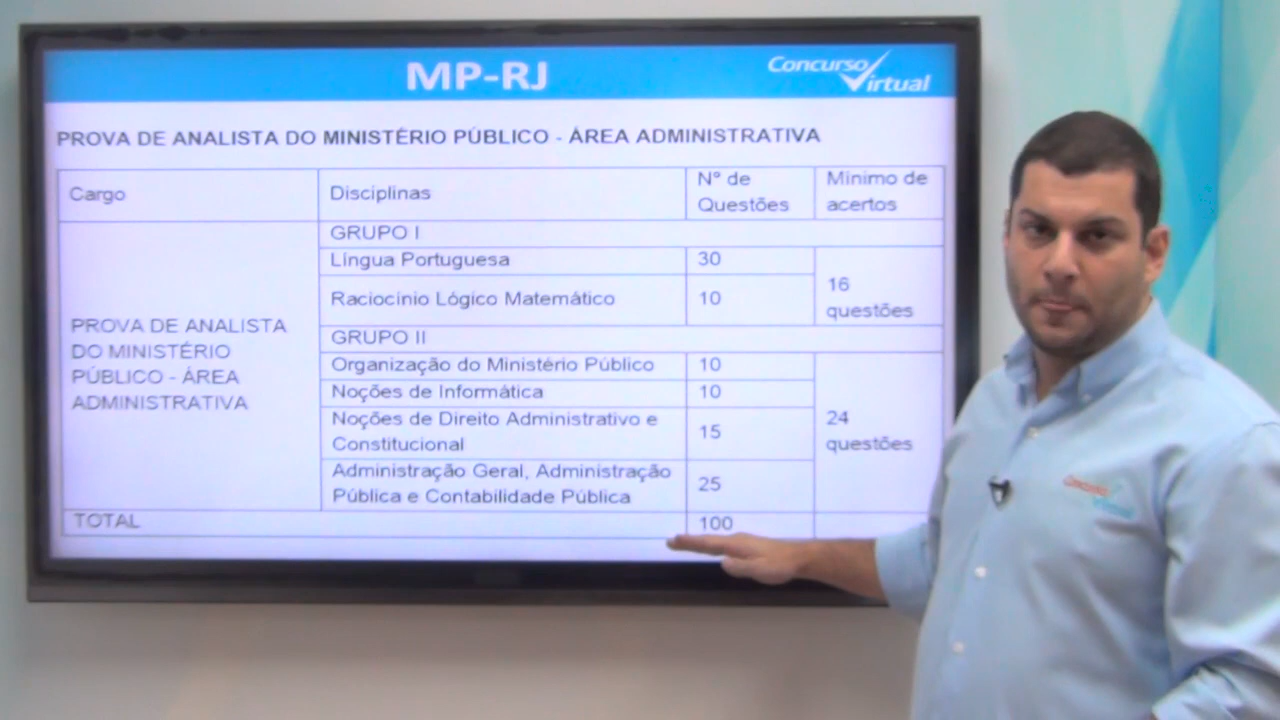 MP-RJ
Concurso Virtual
PROVA DE ANALISTA DO MINISTÉRIO PÚBLICO - ÁREA ADMINISTRATIVA
Cargo
Disciplinas
N° de
Questões
Mínimo de
acertos
GRUPO I
Língua Portuguesa
30
Raciocínio Lógico Matemático
10
16
questões
GRUPO II
PROVA DE ANALISTA
DO MINISTÉRIO
PÚBLICO - ÁREA
ADMINISTRATIVA
Organização do Ministério Público
10
Noções de Informática
10
Noções de Direito Administrativo e
Constitucional
15
24
questões
Administração Geral, Administração
Pública e Contabilidade Pública
25
TOTAL
100
Concurso
Virtual